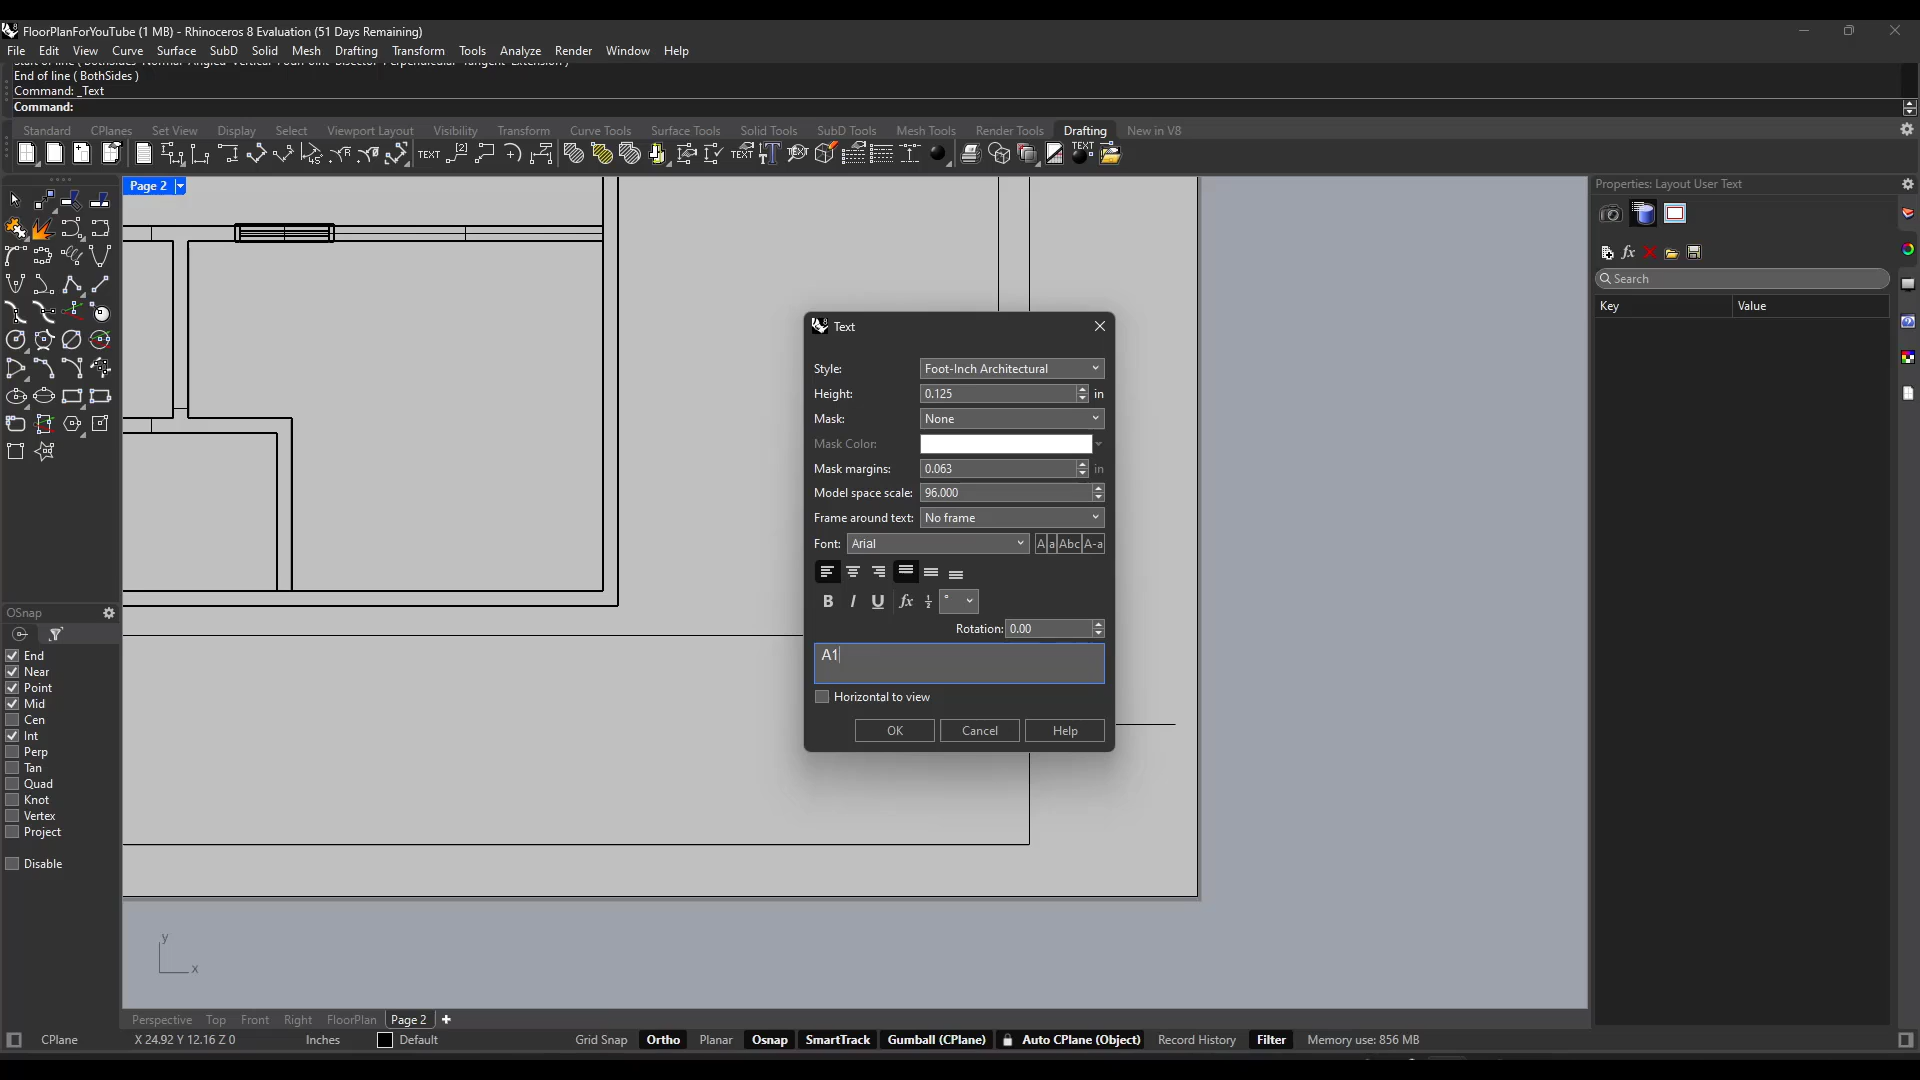 FloorPlanForYouTube (1 MB) - Rhinoceros 8 Evaluation (51 Days Remaining)
File Edit View Curve Surface SubD Solid Mesh Drafting Transform Tools Analyze Render Window Help
End of line ( BothSides )
Command: _Text
Command:
Standard CPlanes Set View Display Select Viewport Layout Visibility Transform Curve Tools Surface Tools Solid Tools SubD Tools Mesh Tools Render Tools Drafting New in V8
TEXT TEXT TEXT TEXT
Page 2
Properties: Layout User Text
Search
Key Value
Text
Style: Foot-Inch Architectural
Height: 0.125 in
Mask: None
Mask Color:
Mask margins: 0.063 in
Model space scale: 96.000
Frame around text: No frame
Font: Arial A|a Abc A-a
B I U fx 1/2 °
Rotation: 0.00
A1
Horizontal to view
OK Cancel Help
OSnap
End
Near
Point
Mid
Cen
Int
Perp
Tan
Quad
Knot
Vertex
Project
Disable
y
x
Perspective Top Front Right FloorPlan Page 2
CPlane X 24.92 Y 12.16 Z 0 Inches Default Grid Snap Ortho Planar Osnap SmartTrack Gumball (CPlane) Auto CPlane (Object) Record History Filter Memory use: 856 MB